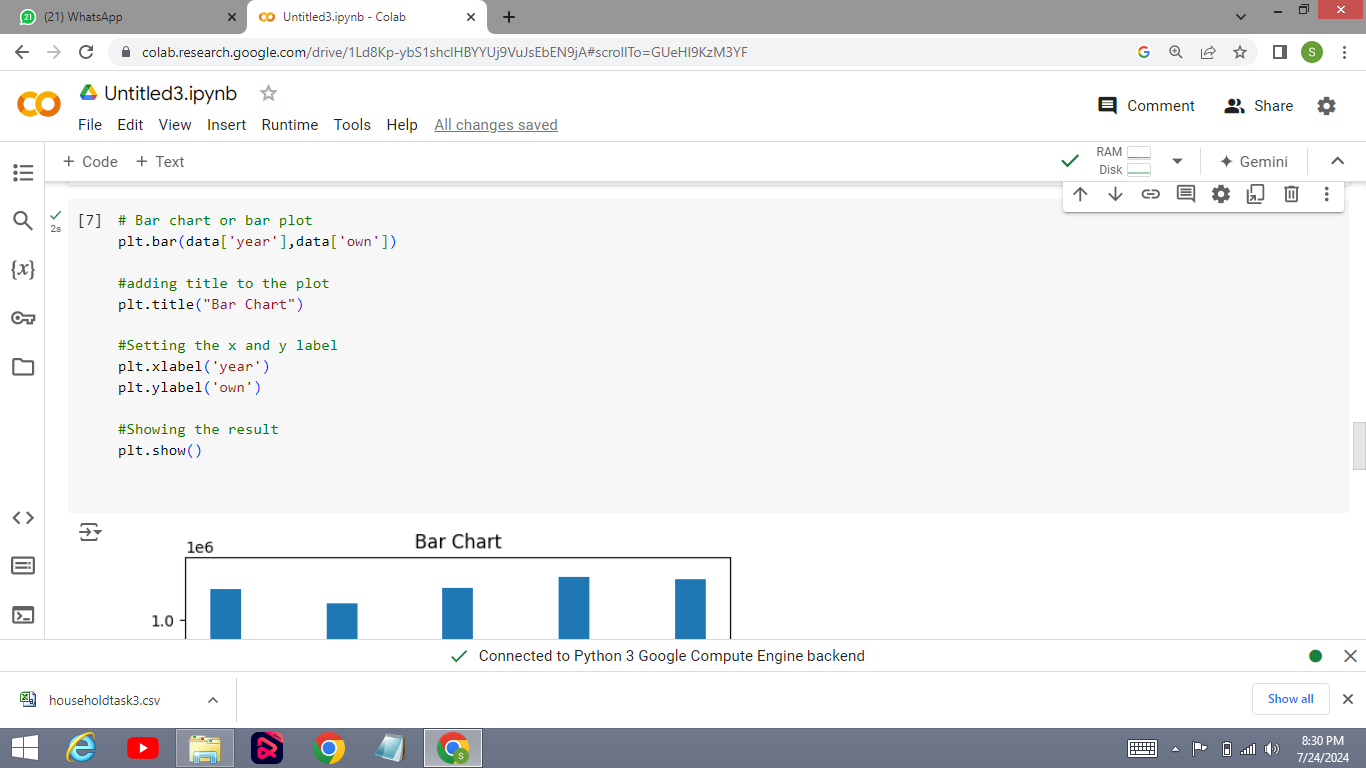 (21) WhatsApp
Untitled3.ipynb - Colab
colab.research.google.com/drive/1Ld8Kp-ybS1shclHBYYUj9VuJsEbEN9jA#scrollTo=GUeHI9KzM3YF
S
Untitled3.ipynb
Comment
Share
File Edit View Insert Runtime Tools Help All changes saved
+ Code + Text
RAM
Disk
Gemini
{x}
[7]
2s
# Bar chart or bar plot
plt.bar(data['year'],data['own'])
#adding title to the plot
plt.title("Bar Chart")
#Setting the x and y label
plt.xlabel('year')
plt.ylabel('own')
#Showing the result
plt.show()
Bar Chart
1e6
1.0
Connected to Python 3 Google Compute Engine backend
householdtask3.csv
Show all
8:30 PM
7/24/2024